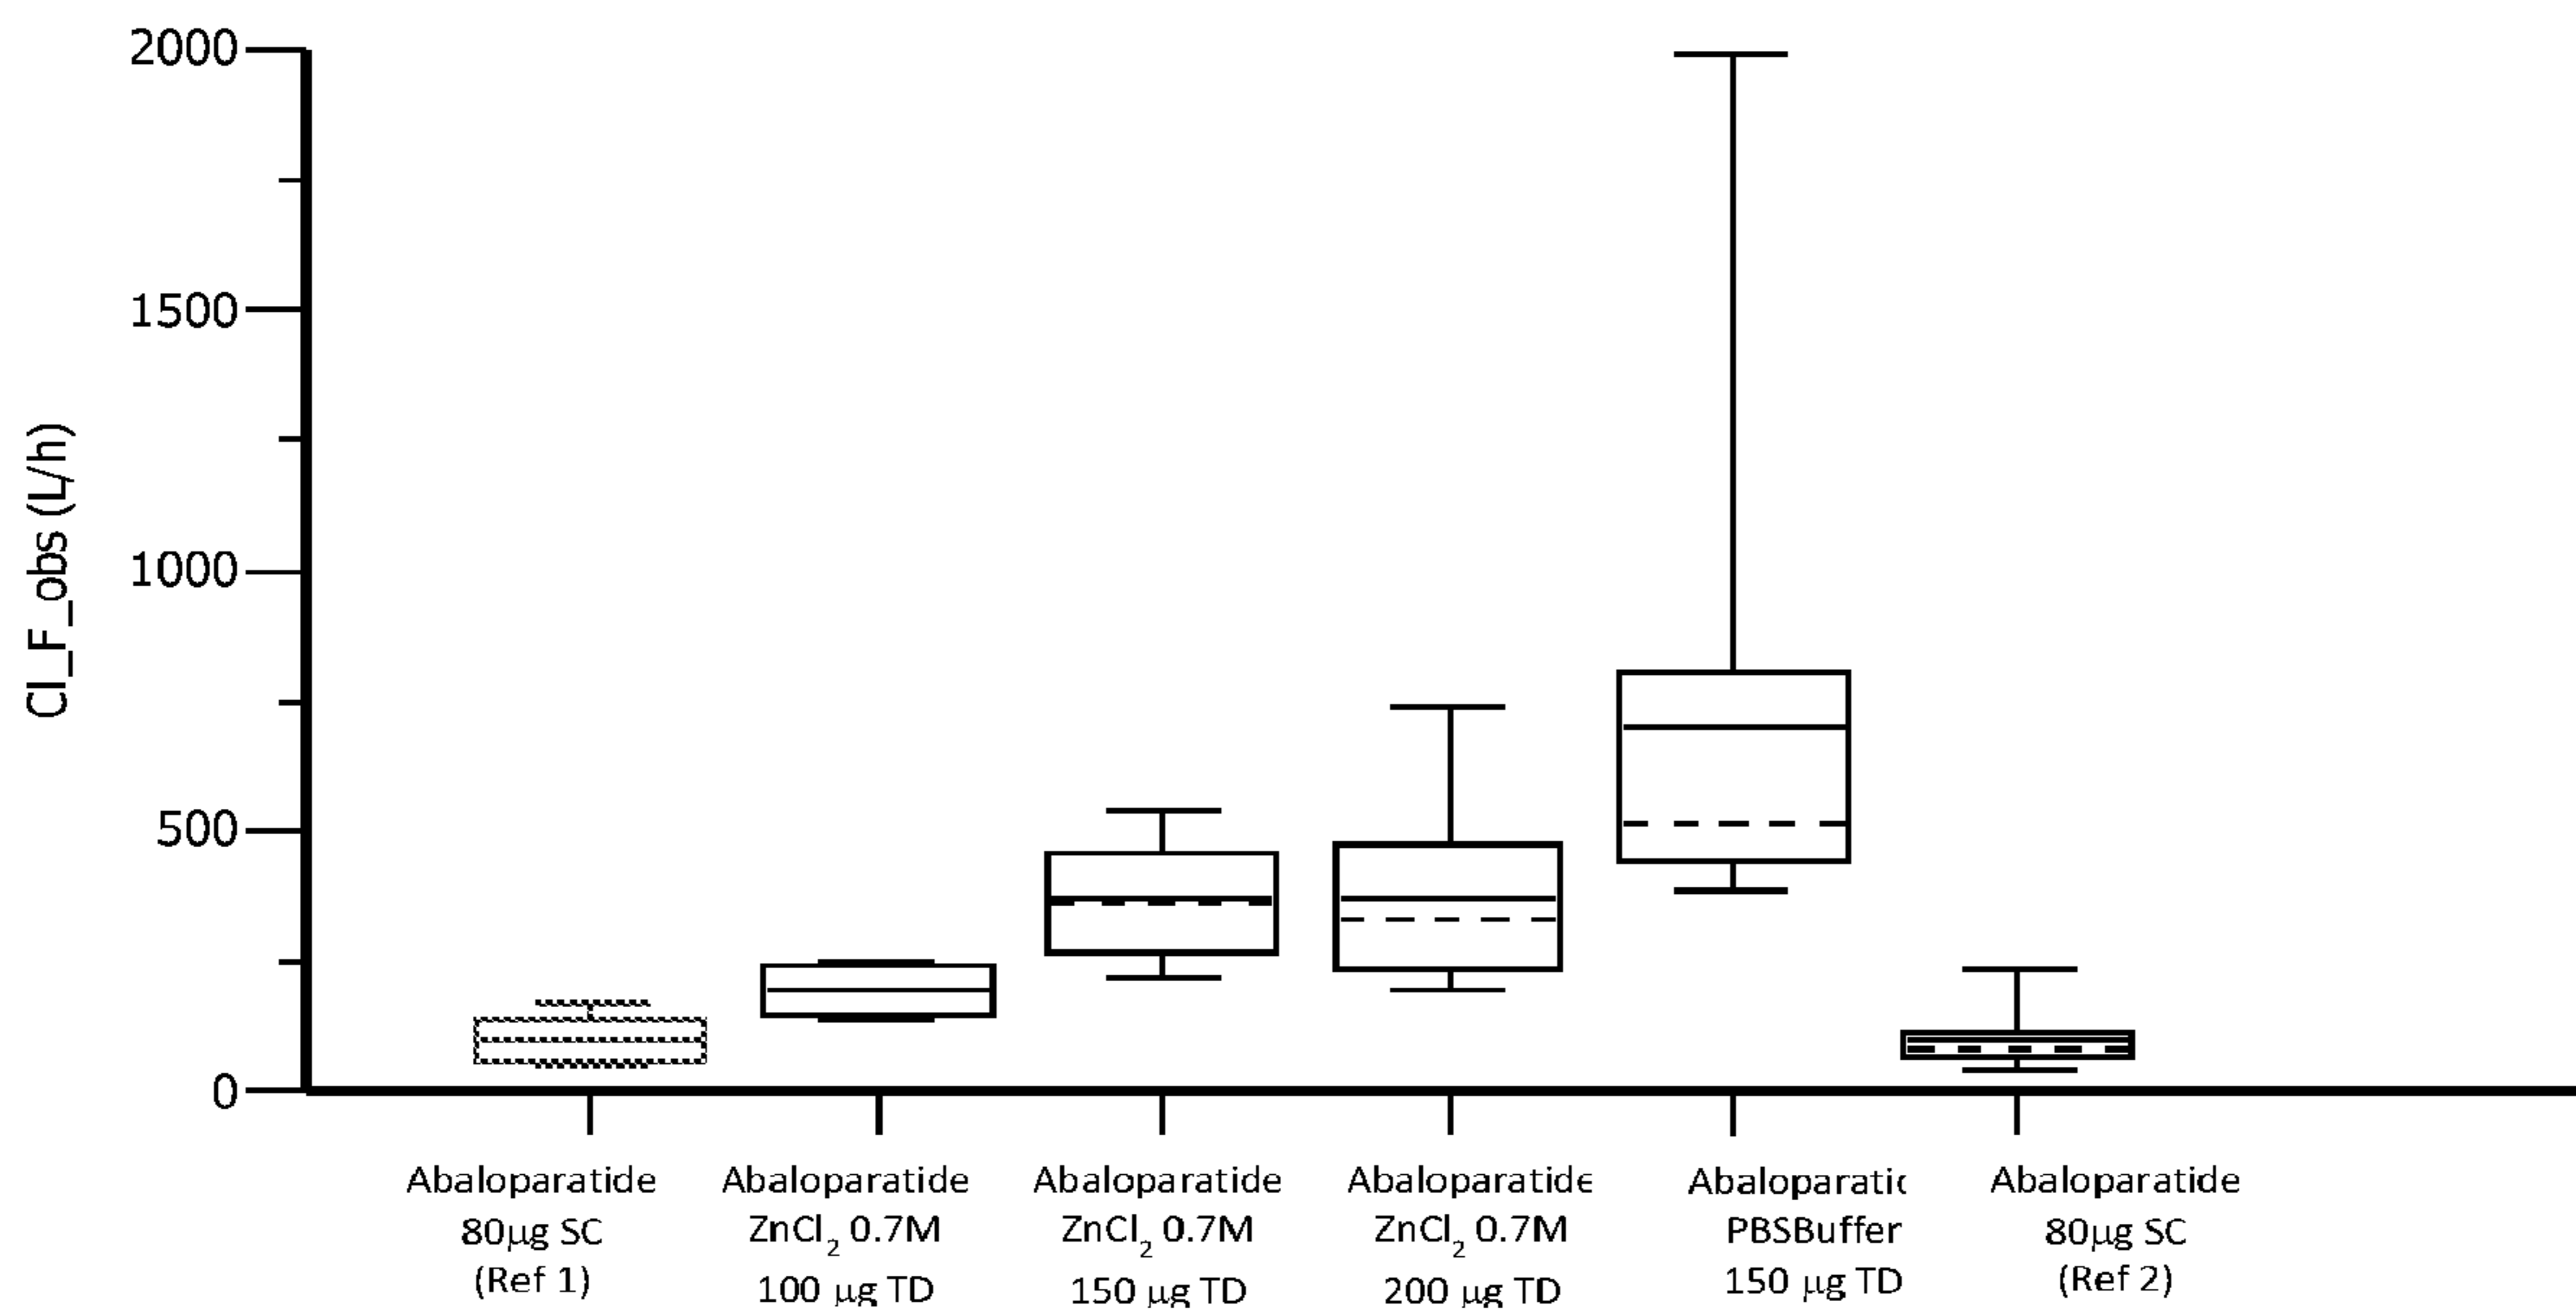 2000
1500
1000
500
0
Cl_F_obs (L/h)
Abaloparatide
80μg SC
(Ref 1)
Abaloparatide
ZnCl₂ 0.7M
100 μg TD
Abaloparatide
ZnCl₂ 0.7M
150 μg TD
Abaloparatide
ZnCl₂ 0.7M
200 μg TD
Abaloparatic
PBSBuffer
150 μg TD
Abaloparatide
80μg SC
(Ref 2)